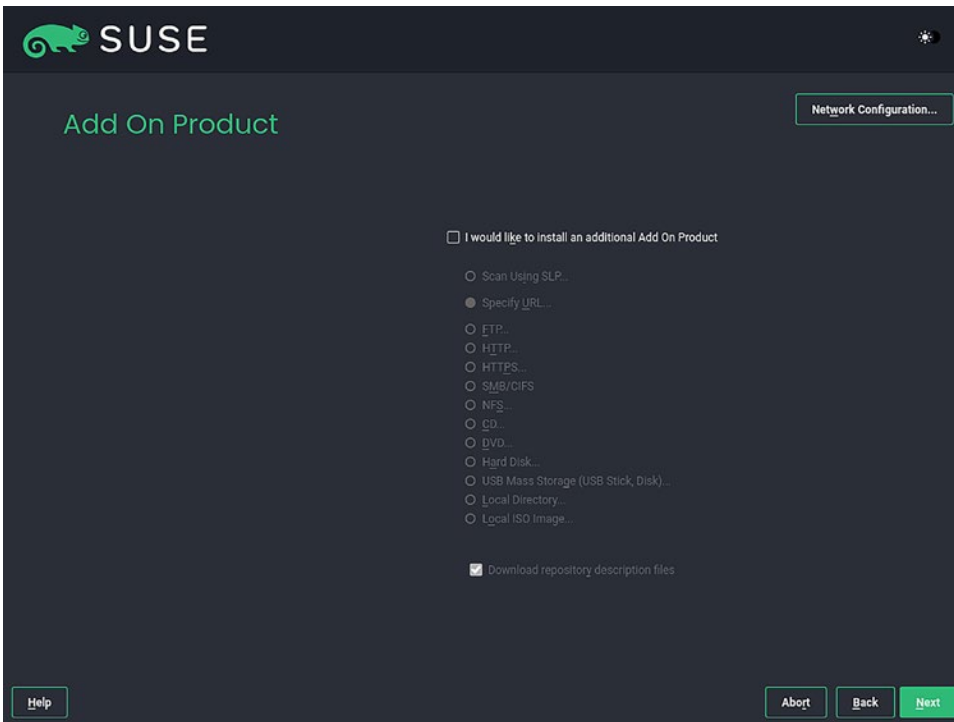 SUSE
Add On Product
Network Configuration...
I would like to install an additional Add On Product
Scan Using SLP...
Specify URL...
FTP...
HTTP...
HTTPS...
SMB/CIFS
NFS...
CD...
DVD...
Hard Disk...
USB Mass Storage (USB Stick, Disk)...
Local Directory...
Local ISO Image...
Download repository description files
Help
Abort
Back
Next